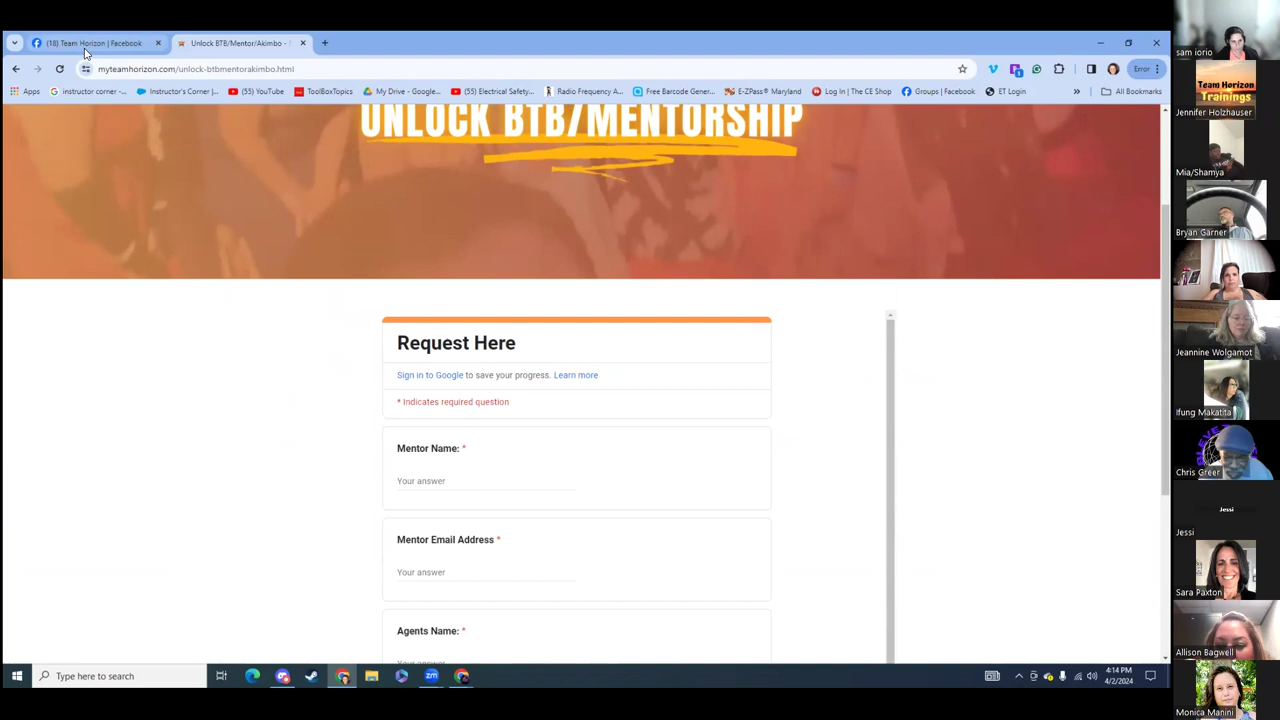 (18) Team Horizon | Facebook
Unlock BTB/Mentor/Akimbo -
myteamhorizon.com/unlock-btbmentorakimbo.html
Error
Apps
instructor corner -...
Instructor's Corner |...
(55) YouTube
ToolBoxTopics
My Drive - Google...
(55) Electrici...
Radio Frequency A...
Free Barcode Gener...
E-ZPass® Maryland
Log In | The CE Shop
Groups | Facebook
ET Login
»
All Bookmarks
UNLOCK BTB/MENTORSHIP
Request Here
Sign in to Google to save your progress. Learn more
* Indicates required question
Mentor Name: *
Your answer
Mentor Email Address *
Your answer
Agents Name: *
Type here to search
4:14 PM
4/2/2024
sam iorio
Team Horizon
Trainings
Jennifer Holzhauser
Mia/Shamya
Bryan Garner
Jeannine Wolgamot
Ifung Makatita
Chris Greer
Jessi
Jessi
Sara Paxton
Allison Bagwell
Monica Manini